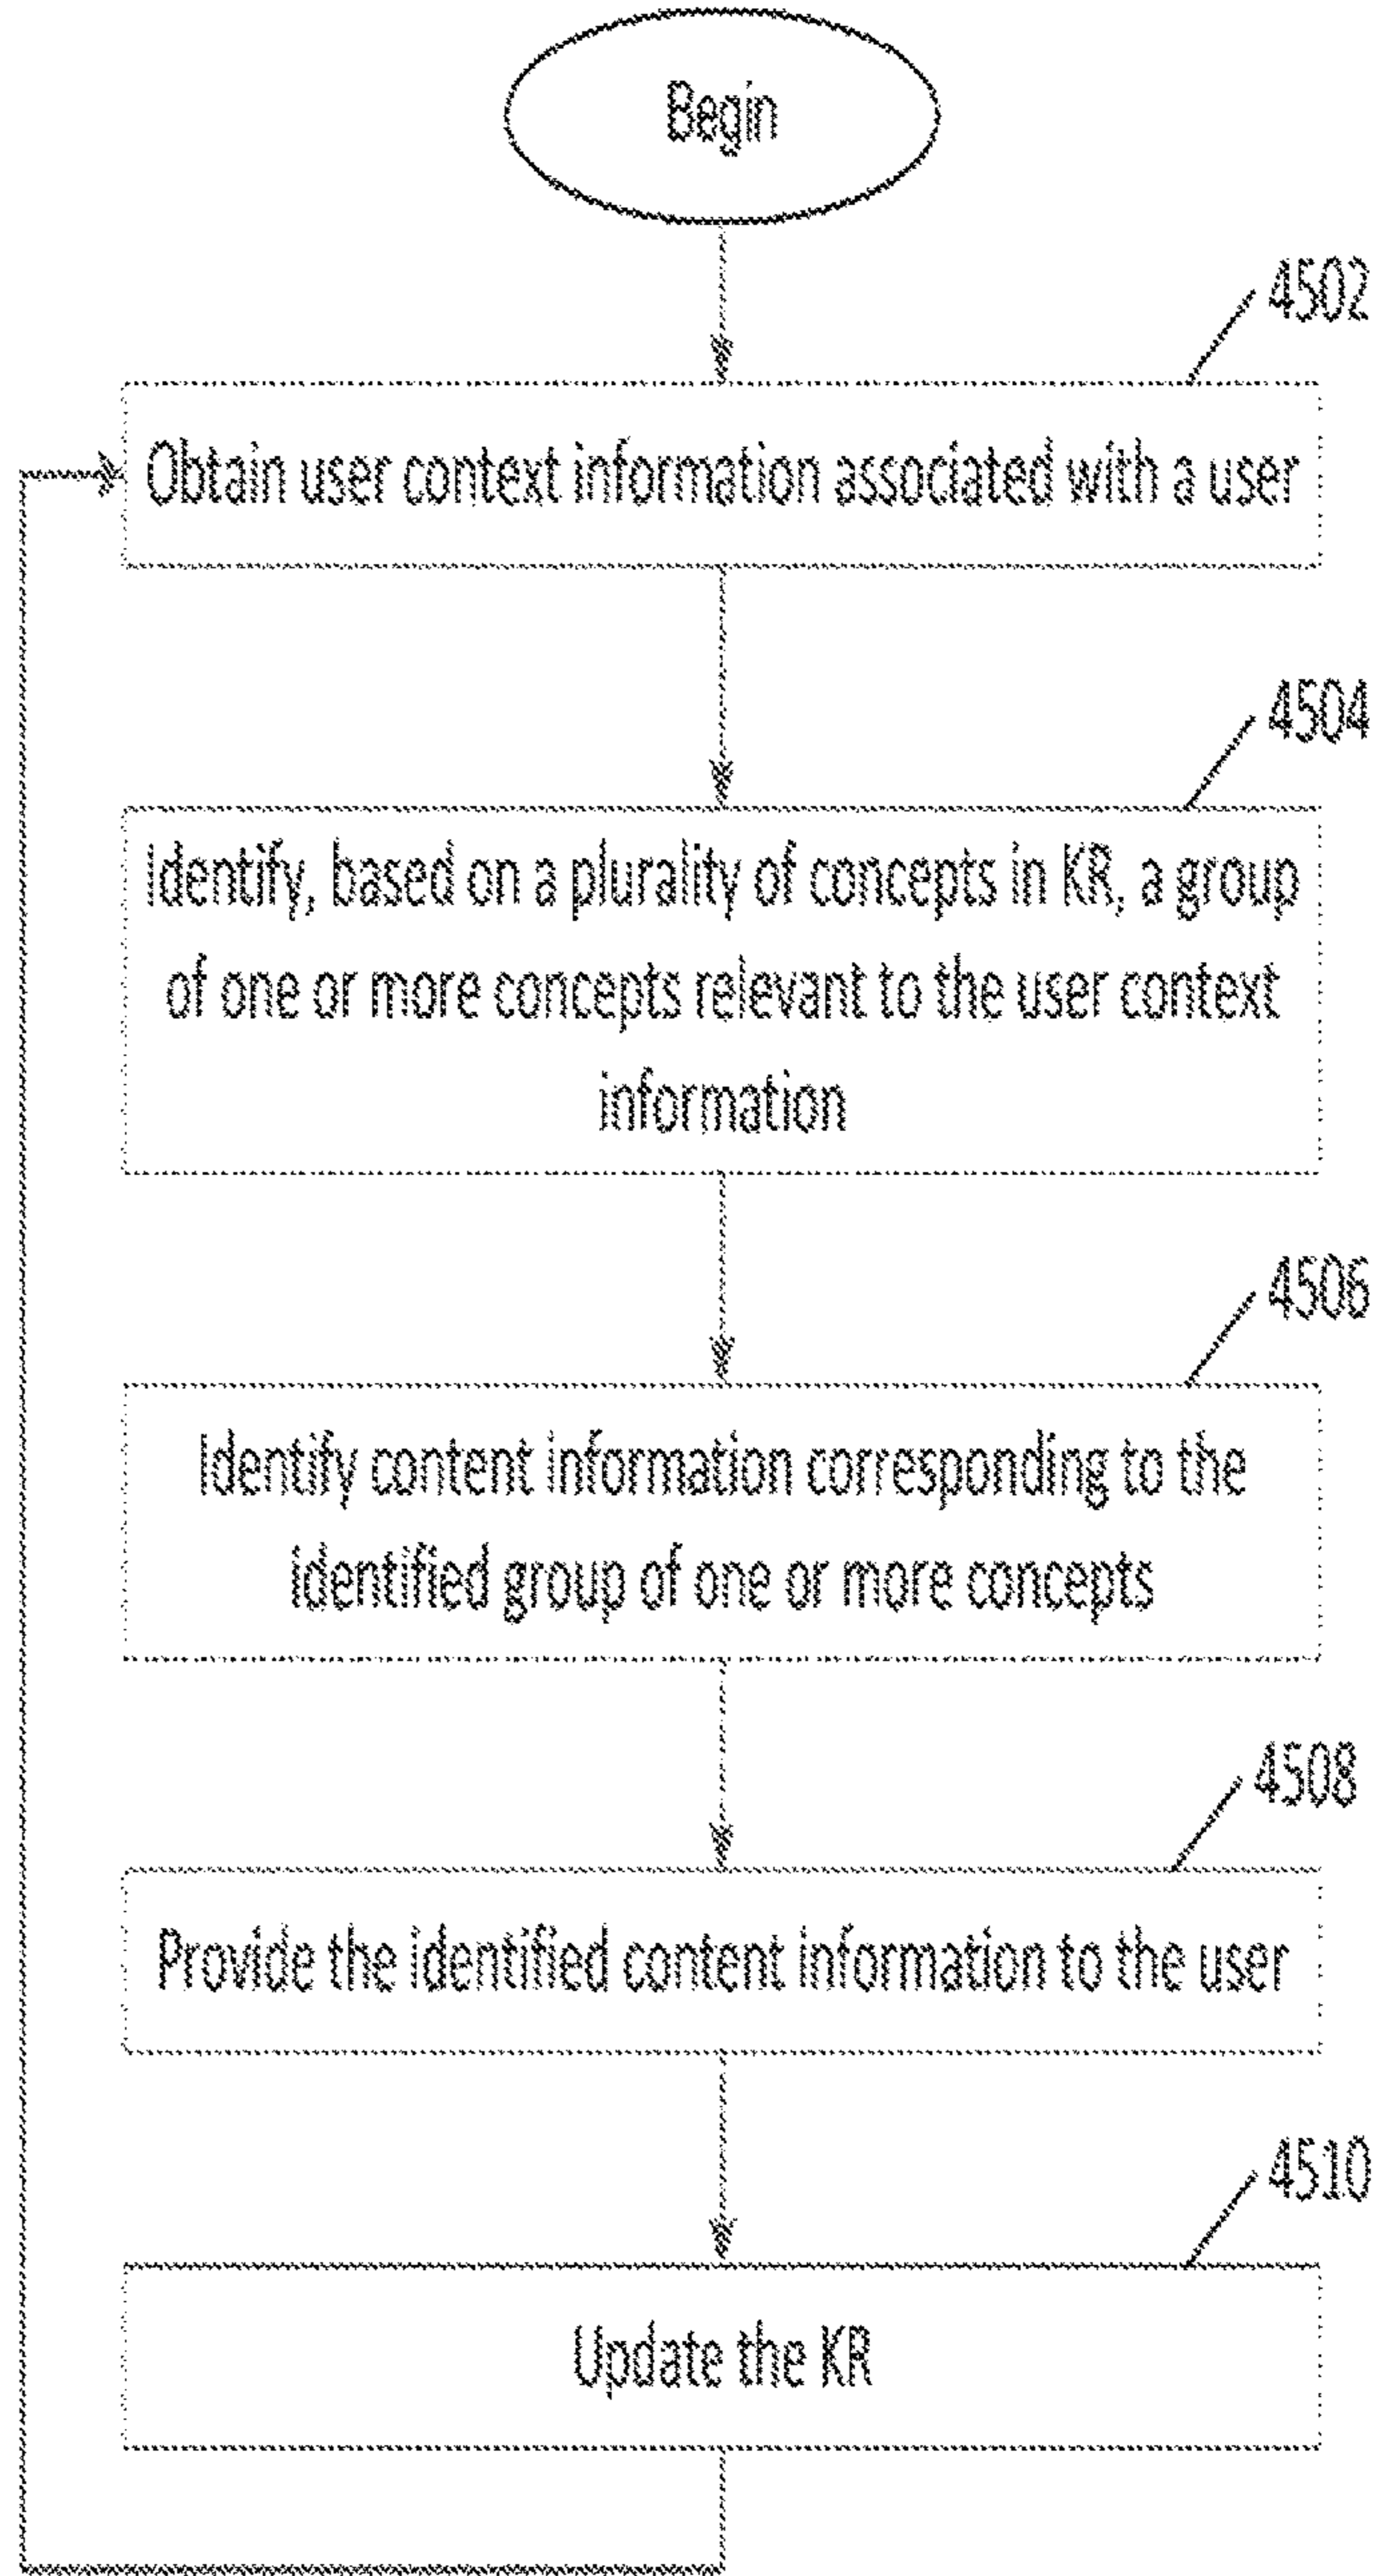 Begin
4502
Obtain user context information associated with a user
4504
Identify, based on a plurality of concepts in KR, a group
of one or more concepts relevant to the user context
information
4506
Identify content information corresponding to the
identified group of one or more concepts
4508
Provide the identified content information to the user
4510
Update the KR